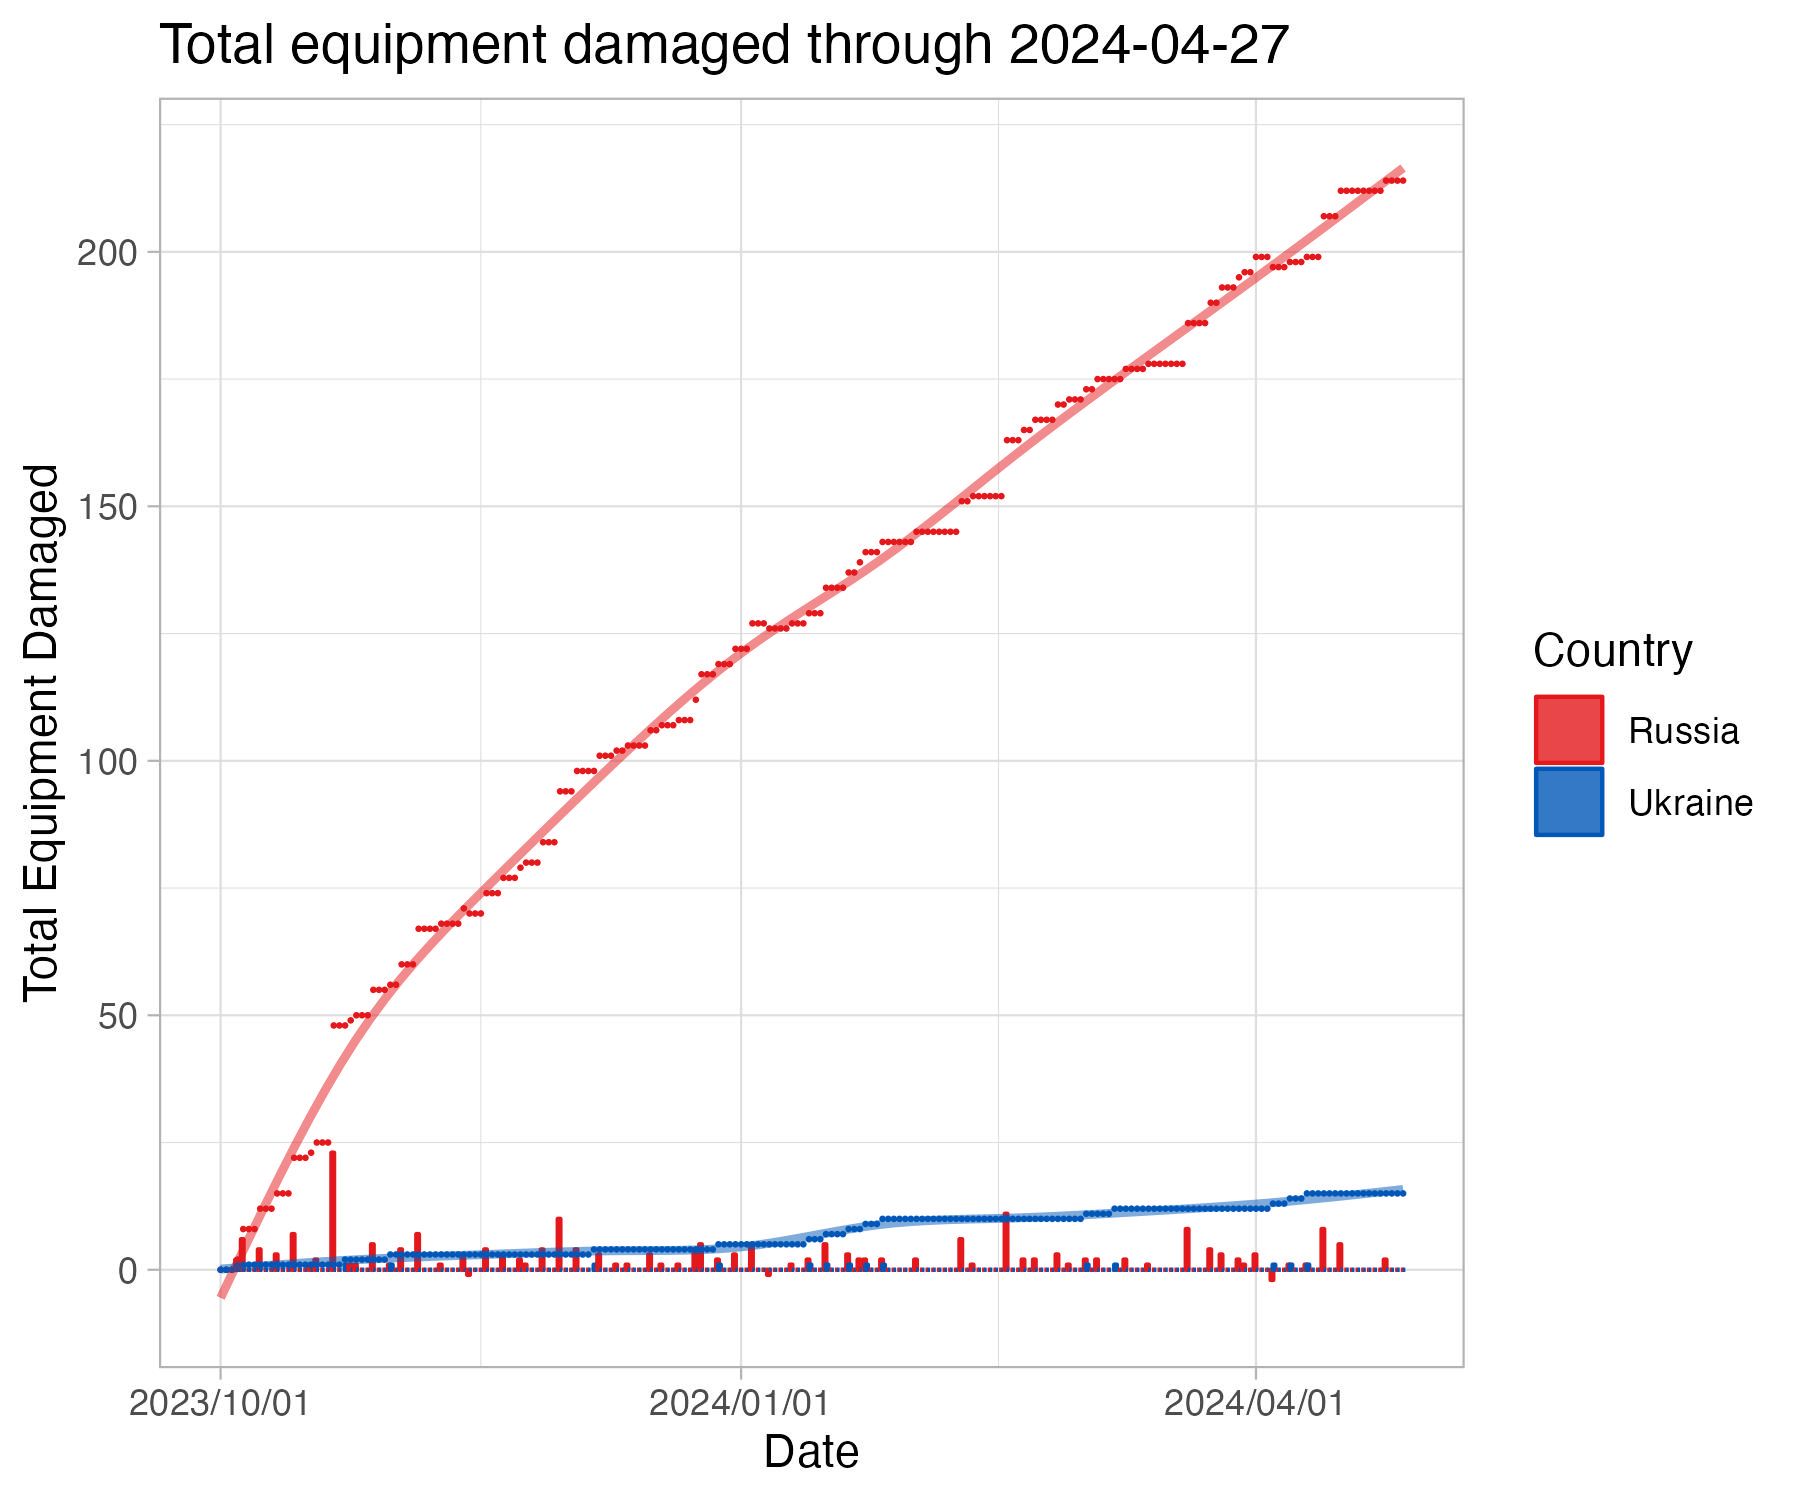 Total equipment damaged through 2024-04-27
Total Equipment Damaged
200
150
100
50
0
2023/10/01
2024/01/01
2024/04/01
Date
Country
Russia
Ukraine